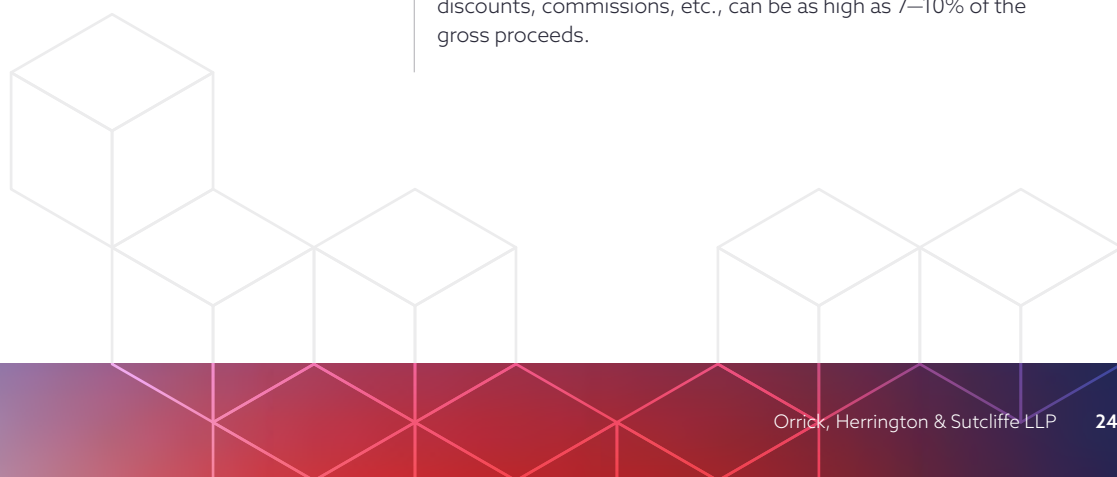 discounts, commissions, etc., can be as high as 7–10% of the
gross proceeds.
Orrick, Herrington & Sutcliffe LLP 24